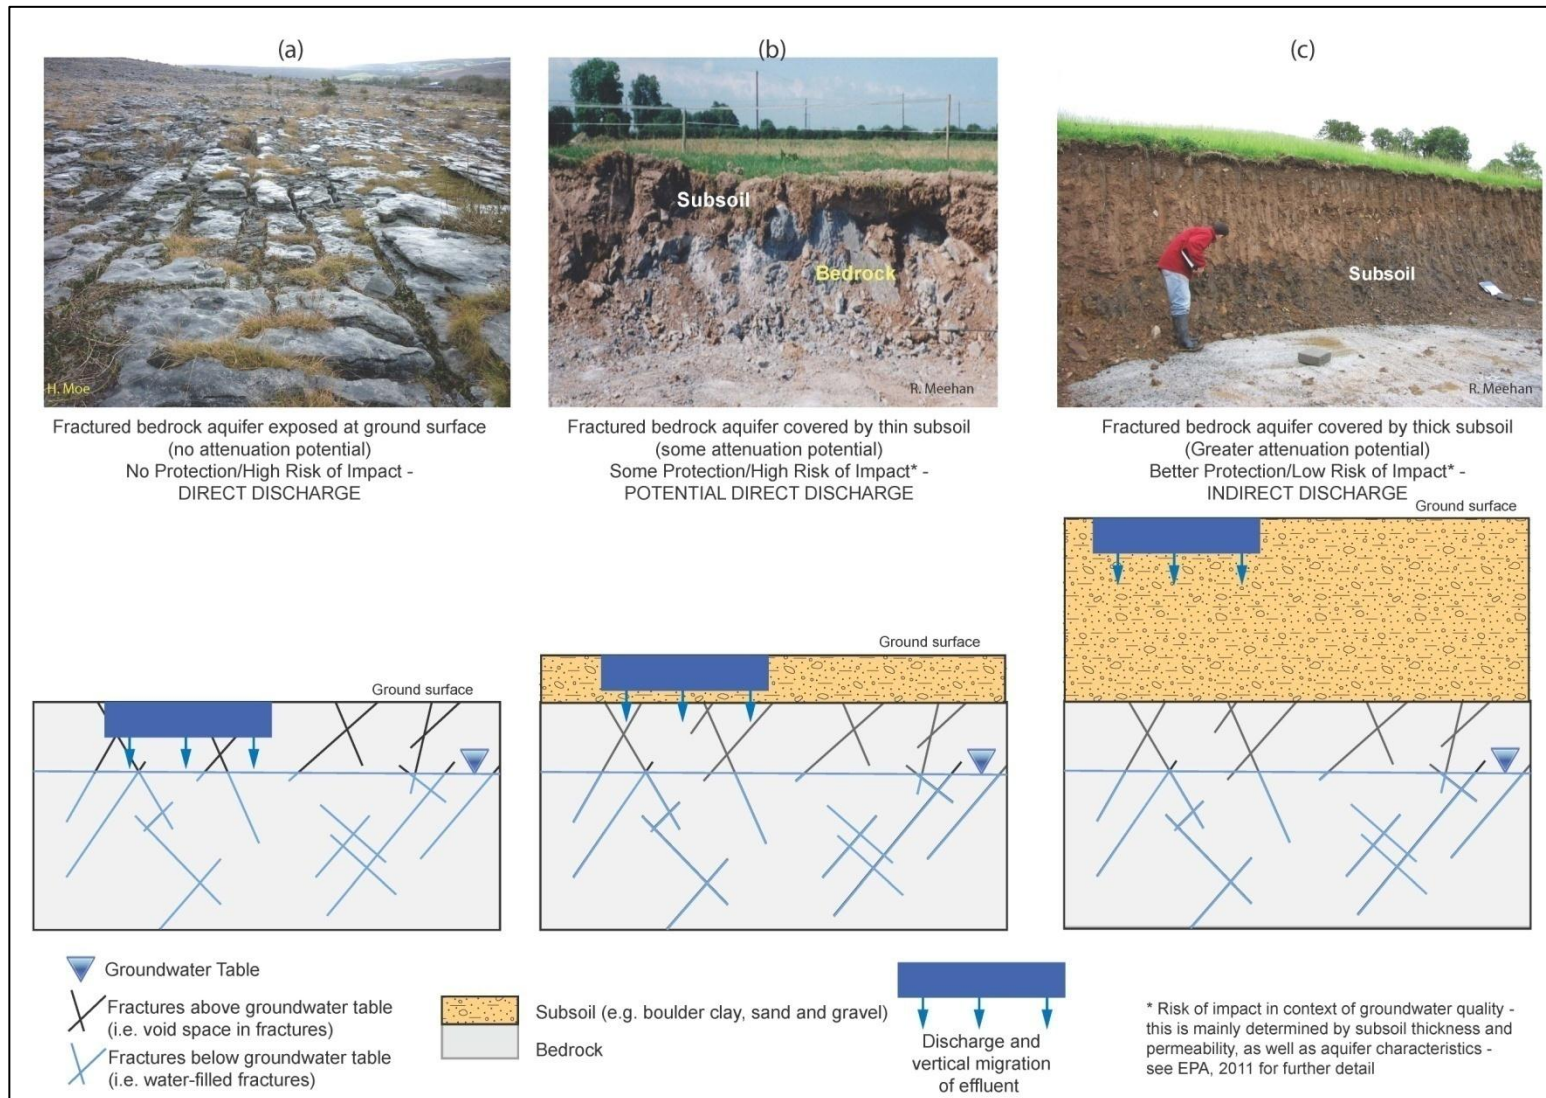 (a)
H. Moe
Fractured bedrock aquifer exposed at ground surface
(no attenuation potential)
No Protection/High Risk of Impact -
DIRECT DISCHARGE
Ground surface
(b)
Subsoil
Bedrock
R. Meehan
Fractured bedrock aquifer covered by thin subsoil
(some attenuation potential)
Some Protection/High Risk of Impact* -
POTENTIAL DIRECT DISCHARGE
Ground surface
(c)
Subsoil
R. Meehan
Fractured bedrock aquifer covered by thick subsoil
(Greater attenuation potential)
Better Protection/Low Risk of Impact* -
INDIRECT DISCHARGE
Ground surface
Groundwater Table
Fractures above groundwater table
(i.e. void space in fractures)
Fractures below groundwater table
(i.e. water-filled fractures)
Subsoil (e.g. boulder clay, sand and gravel)
Bedrock
Discharge and
vertical migration
of effluent
* Risk of impact in context of groundwater quality -
this is mainly determined by subsoil thickness and
permeability, as well as aquifer characteristics -
see EPA, 2011 for further detail